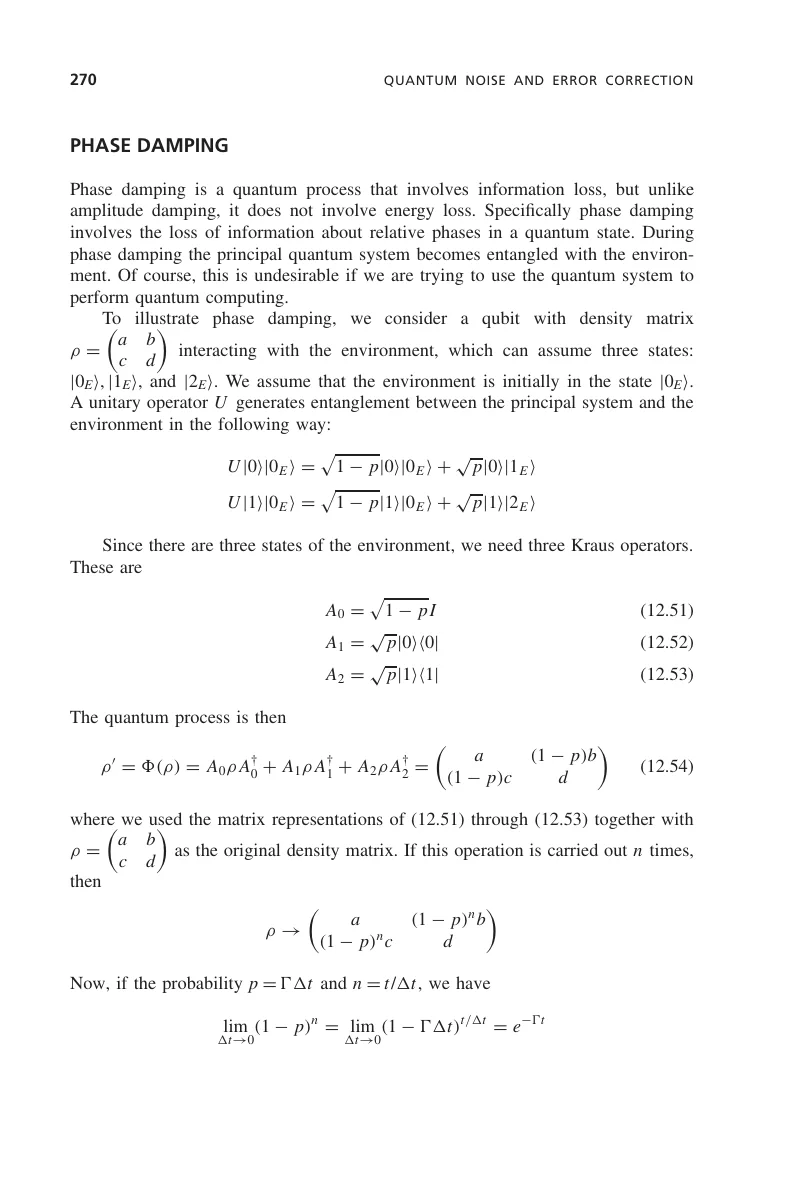 270 QUANTUM NOISE AND ERROR CORRECTION
PHASE DAMPING
Phase damping is a quantum process that involves information loss, but unlike
amplitude damping, it does not involve energy loss. Specifically phase damping
involves the loss of information about relative phases in a quantum state. During
phase damping the principal quantum system becomes entangled with the environ-
ment. Of course, this is undesirable if we are trying to use the quantum system to
perform quantum computing.
To illustrate phase damping, we consider a qubit with density matrix
ρ = (a b; c d) interacting with the environment, which can assume three states:
|0_E⟩, |1_E⟩, and |2_E⟩. We assume that the environment is initially in the state |0_E⟩.
A unitary operator U generates entanglement between the principal system and the
environment in the following way:
U|0⟩|0_E⟩ = √(1 − p)|0⟩|0_E⟩ + √p|0⟩|1_E⟩
U|1⟩|0_E⟩ = √(1 − p)|1⟩|0_E⟩ + √p|1⟩|2_E⟩
Since there are three states of the environment, we need three Kraus operators.
These are
A₀ = √(1 − p)I (12.51)
A₁ = √p|0⟩⟨0| (12.52)
A₂ = √p|1⟩⟨1| (12.53)
The quantum process is then
ρ′ = Φ(ρ) = A₀ρA₀† + A₁ρA₁† + A₂ρA₂† = (a (1 − p)b; (1 − p)c d) (12.54)
where we used the matrix representations of (12.51) through (12.53) together with
ρ = (a b; c d) as the original density matrix. If this operation is carried out n times,
then
ρ → (a (1 − p)ⁿb; (1 − p)ⁿc d)
Now, if the probability p = ΓΔt and n = t/Δt, we have
lim_{Δt→0} (1 − p)ⁿ = lim_{Δt→0} (1 − ΓΔt)^{t/Δt} = e^{−Γt}